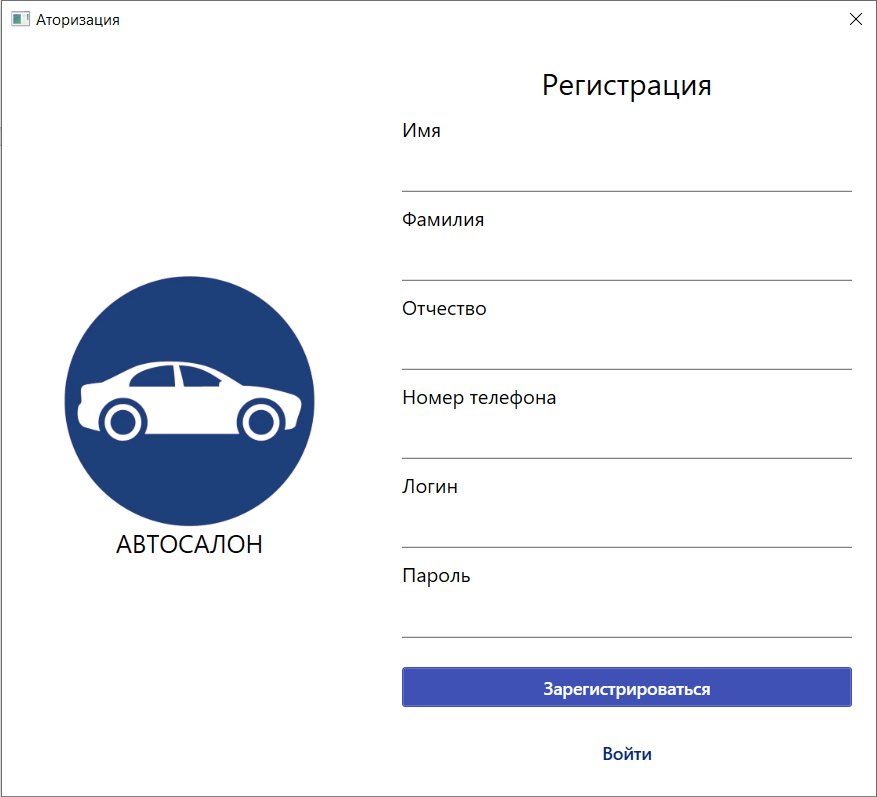 Аторизация
Регистрация
Имя
Фамилия
Отчество
Номер телефона
Логин
Пароль
АВТОСАЛОН
Зарегистрироваться
Войти